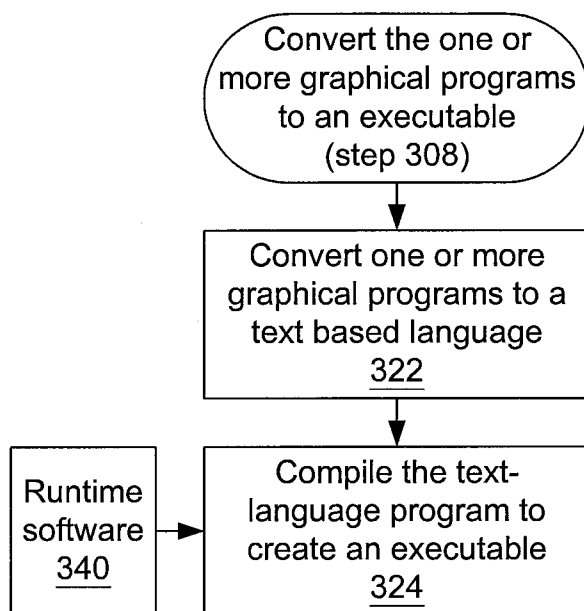 Convert the one or
more graphical programs
to an executable
(step 308)
Convert one or more
graphical programs to a
text based language
322
Runtime
software
340
Compile the text-
language program to
create an executable
324